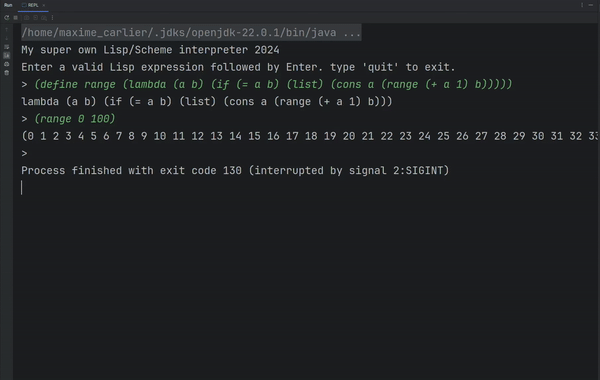 Run REPL
/home/maxime_carlier/.jdks/openjdk-22.0.1/bin/java ...
My super own Lisp/Scheme interpreter 2024
Enter a valid Lisp expression followed by Enter. type 'quit' to exit.
> (define range (lambda (a b) (if (= a b) (list) (cons a (range (+ a 1) b)))))
lambda (a b) (if (= a b) (list) (cons a (range (+ a 1) b)))
> (range 0 100)
(0 1 2 3 4 5 6 7 8 9 10 11 12 13 14 15 16 17 18 19 20 21 22 23 24 25 26 27 28 29 30 31 32 33
>
Process finished with exit code 130 (interrupted by signal 2:SIGINT)